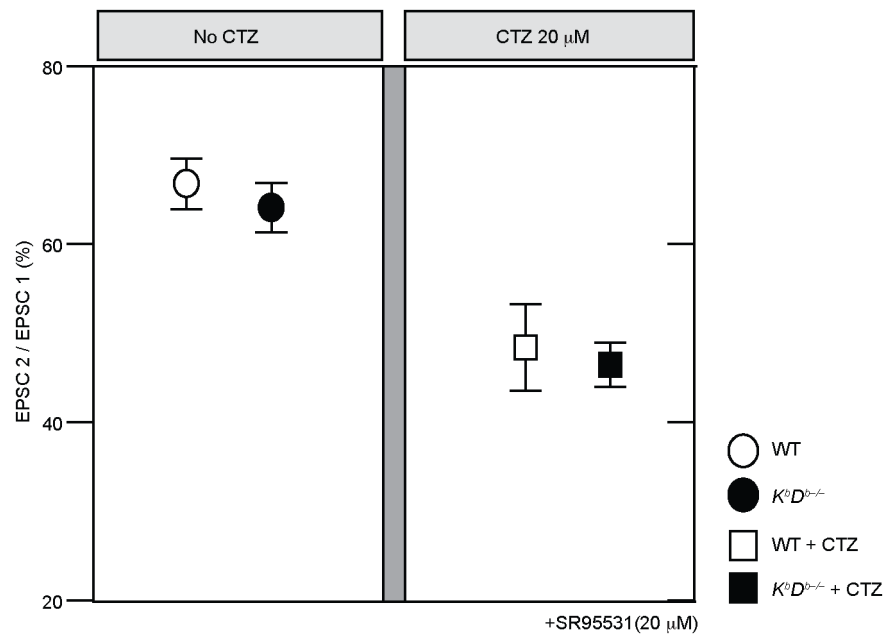 No CTZ
CTZ 20 μM
EPSC 2 / EPSC 1 (%)
80
60
40
20
WT
KᵇDᵇ⁻/⁻
WT + CTZ
KᵇDᵇ⁻/⁻ + CTZ
+SR95531(20 μM)